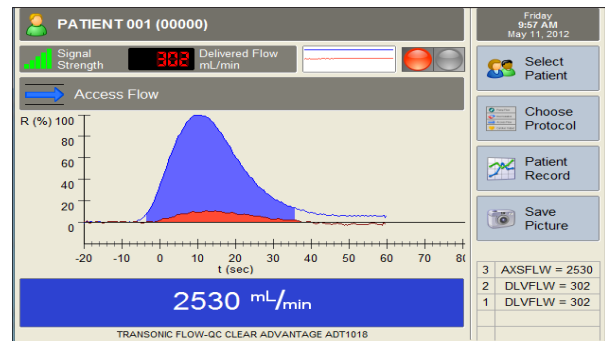 PATIENT 001 (00000)
Friday
9:57 AM
May 11, 2012
Signal
Strength
302
Delivered Flow
mL/min
Select
Patient
Access Flow
Choose
Protocol
R (%) 100
80
60
40
20
0
-20 -10 0 10 20 30 40 50 60 70 80
t (sec)
Patient
Record
Save
Picture
2530 mL/min
3 AXSFLW = 2530
2 DLVFLW = 302
1 DLVFLW = 302
TRANSONIC FLOW-QC CLEAR ADVANTAGE ADT1018